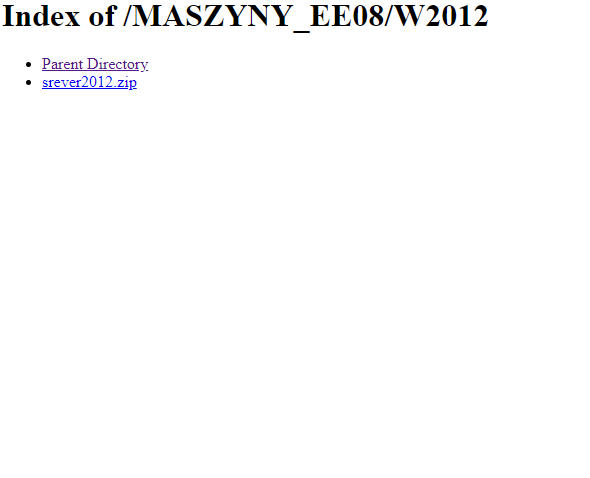 Index of /MASZYNY_EE08/W2012
Parent Directory
srever2012.zip